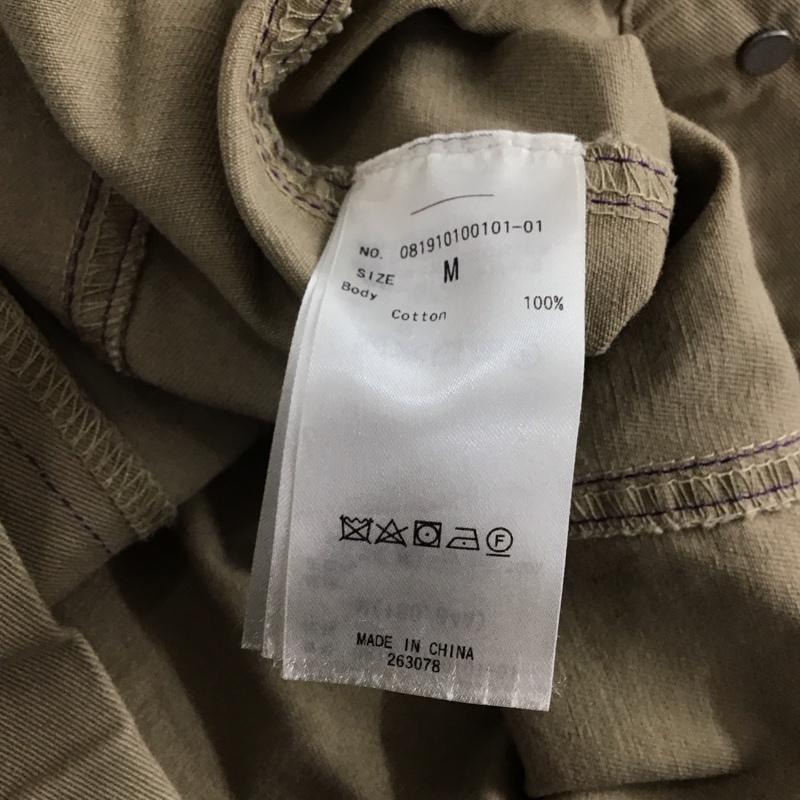 NO. 081910100101-01
SIZE M
Body
Cotton 100%
F
MADE IN CHINA
263078